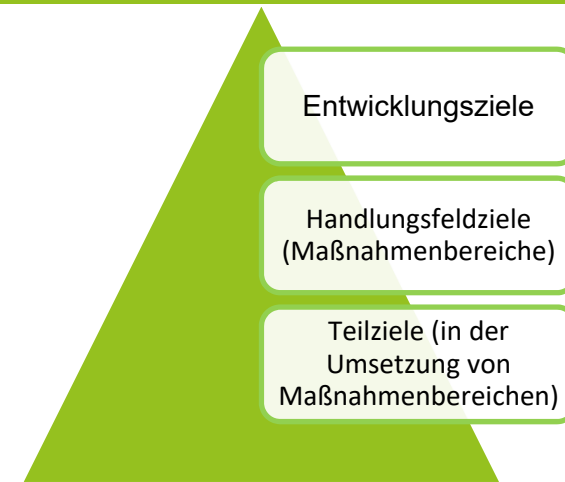 Entwicklungsziele
Handlungsfeldziele
(Maßnahmenbereiche)
Teilziele (in der
Umsetzung von
Maßnahmenbereichen)